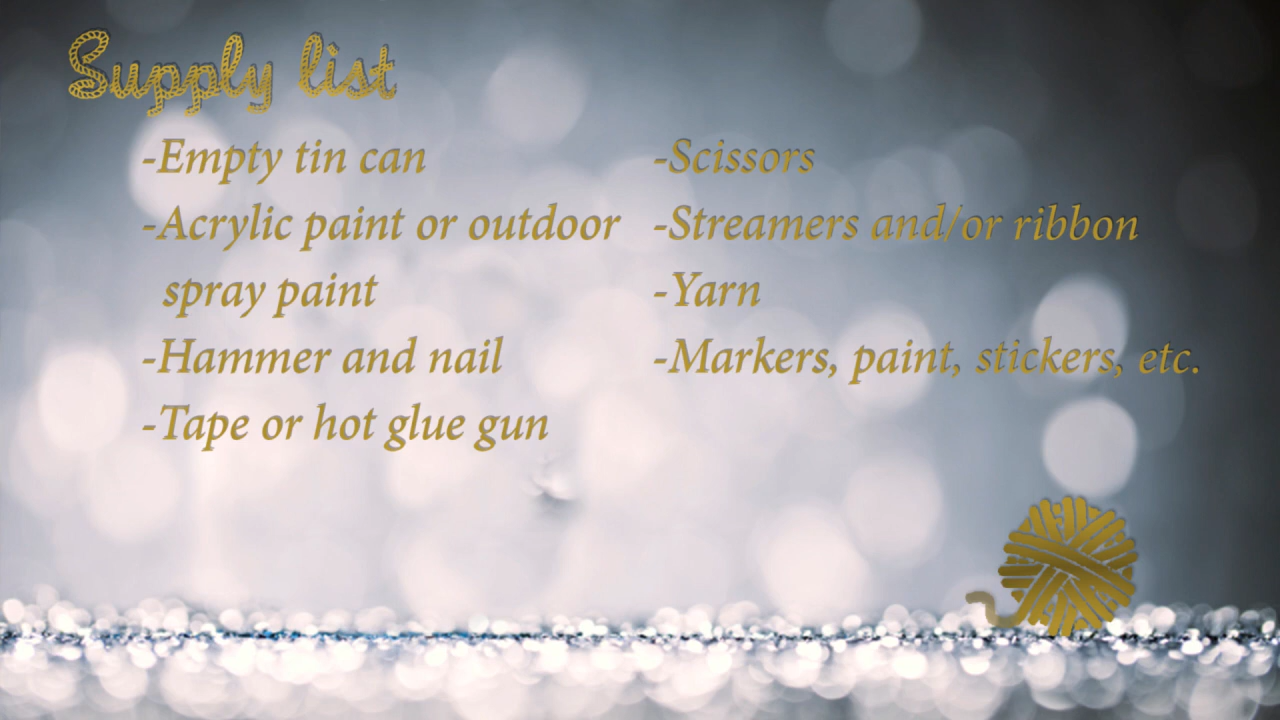 Supply list
-Empty tin can
-Acrylic paint or outdoor
spray paint
-Hammer and nail
-Tape or hot glue gun
-Scissors
-Streamers and/or ribbon
-Yarn
-Markers, paint, stickers, etc.